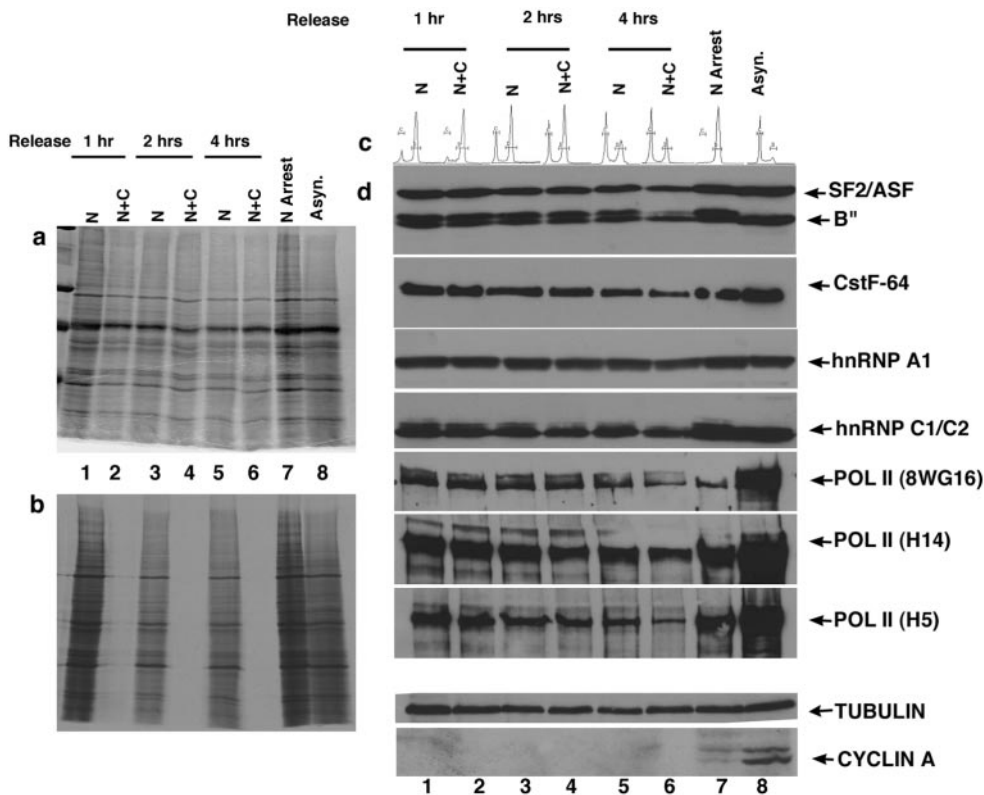 Release
1 hr
2 hrs
4 hrs
N
N+C
N
N+C
N
N+C
N Arrest
Asyn.
c
Release
1 hr
2 hrs
4 hrs
N
N+C
N
N+C
N
N+C
N Arrest
Asyn.
a
1 2 3 4 5 6 7 8
b
d
SF2/ASF
B"
CstF-64
hnRNP A1
hnRNP C1/C2
POL II (8WG16)
POL II (H14)
POL II (H5)
TUBULIN
CYCLIN A
1 2 3 4 5 6 7 8